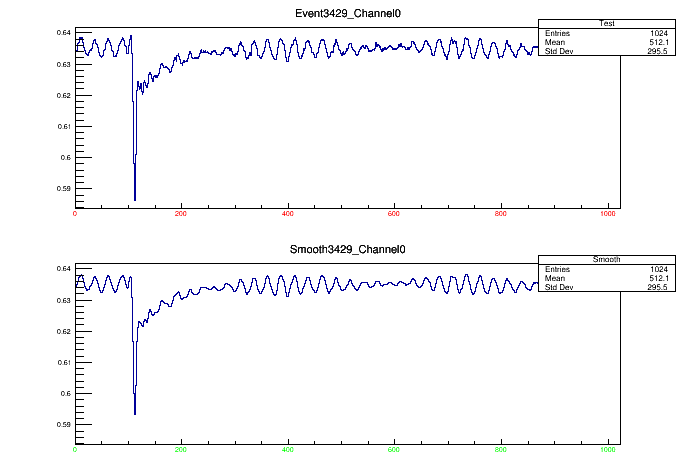 Event3429_Channel0
Test
Entries 1024
Mean 512.1
Std Dev 295.5
0.64
0.63
0.62
0.61
0.6
0.59
0 200 400 600 800 1000
Smooth3429_Channel0
Smooth
Entries 1024
Mean 512.1
Std Dev 295.5
0.64
0.63
0.62
0.61
0.6
0.59
0 200 400 600 800 1000